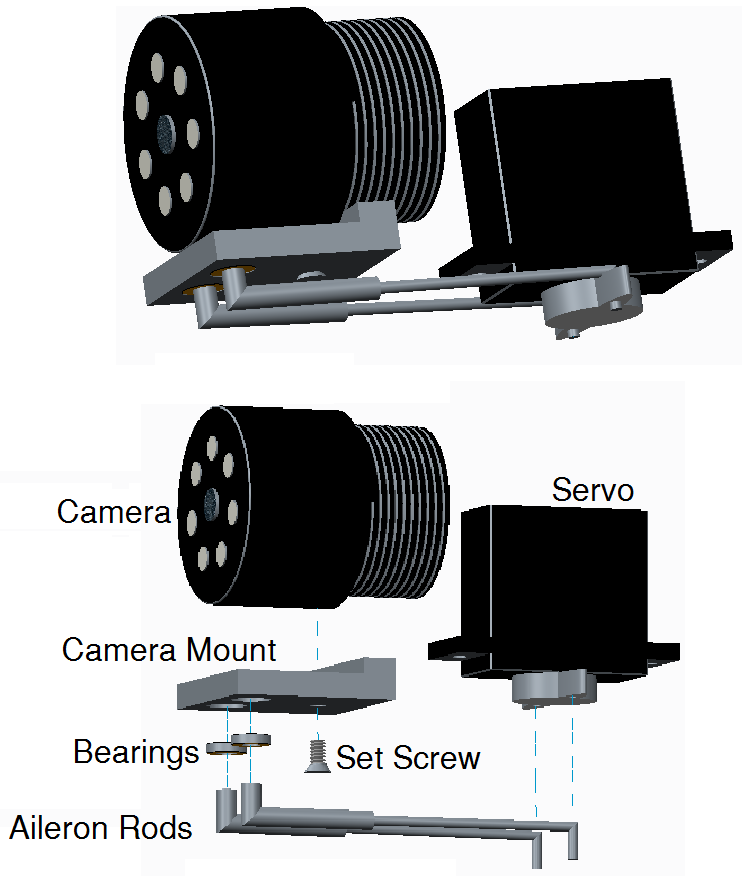 Servo
Camera
Camera Mount
Bearings
Set Screw
Aileron Rods